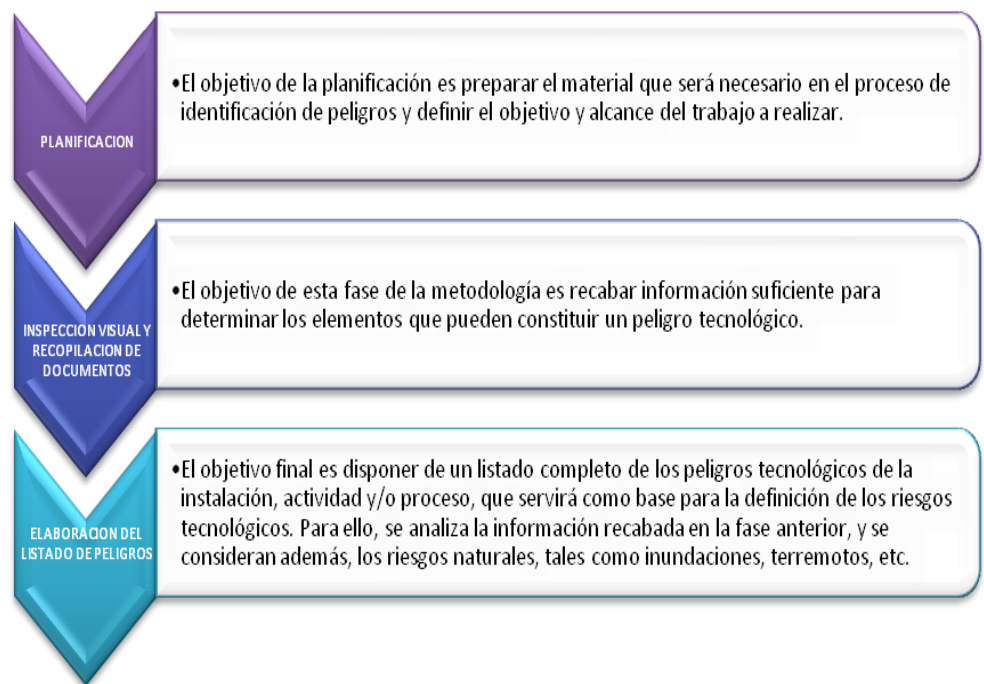 PLANIFICACION
•El objetivo de la planificación es preparar el material que será necesario en el proceso de
identificación de peligros y definir el objetivo y alcance del trabajo a realizar.
INSPECCION VISUAL Y
RECOPILACION DE
DOCUMENTOS
•El objetivo de esta fase de la metodología es recabar información suficiente para
determinar los elementos que pueden constituir un peligro tecnológico.
ELABORACION DEL
LISTADO DE PELIGROS
•El objetivo final es disponer de un listado completo de los peligros tecnológicos de la
instalación, actividad y/o proceso, que servirá como base para la definición de los riesgos
tecnológicos. Para ello, se analiza la información recabada en la fase anterior, y se
consideran además, los riesgos naturales, tales como inundaciones, terremotos, etc.